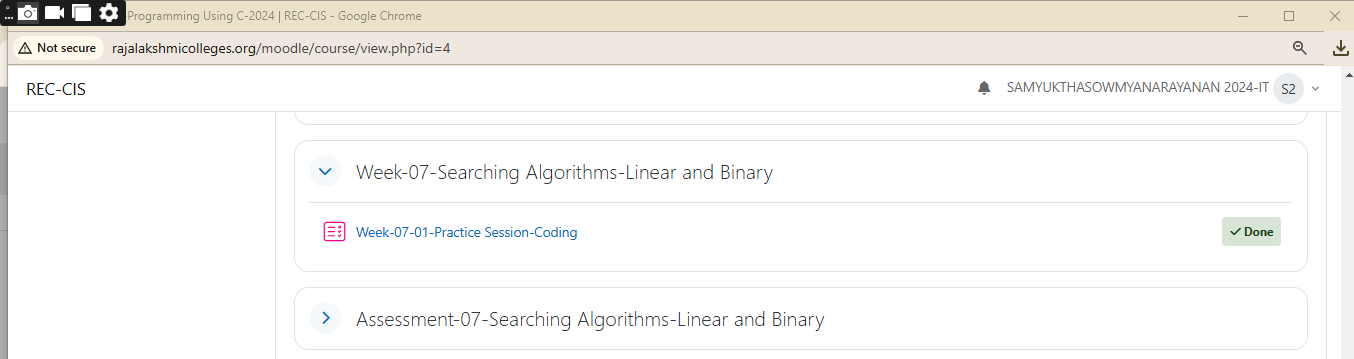 Programming Using C-2024 | REC-CIS - Google Chrome
Not secure rajalakshmicolleges.org/moodle/course/view.php?id=4
REC-CIS SAMYUKTHASOWMYANARAYANAN 2024-IT S2
Week-07-Searching Algorithms-Linear and Binary
Week-07-01-Practice Session-Coding Done
Assessment-07-Searching Algorithms-Linear and Binary